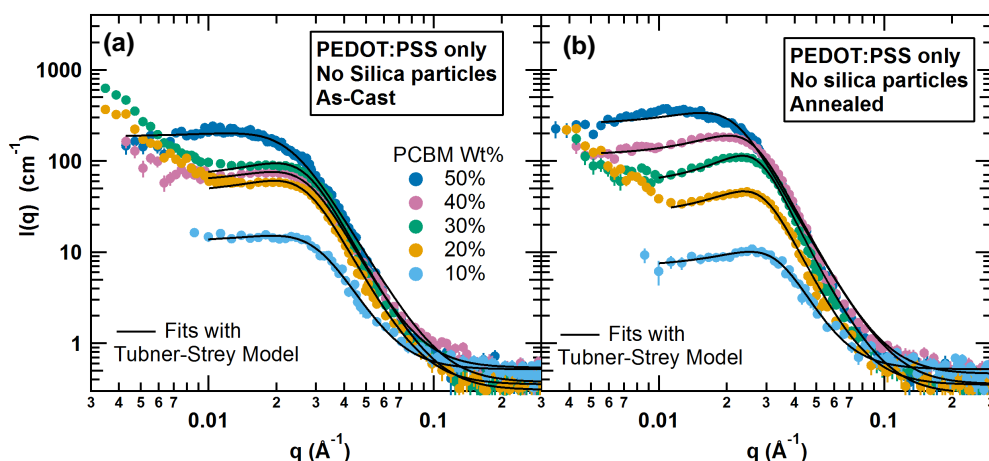 (a)
PEDOT:PSS only
No Silica particles
As-Cast
PCBM Wt%
50%
40%
30%
20%
10%
Fits with
Tubner-Strey Model
I(q) (cm⁻¹)
1000
100
10
1
3 4 5 6 7 2 3 4 5 6 7 2 3
0.01 0.1
q (Å⁻¹)
(b)
PEDOT:PSS only
No silica particles
Annealed
Fits with
Tubner-Strey Model
4 5 6 7 2 3 4 5 6 7 2 3
0.01 0.1
q (Å⁻¹)